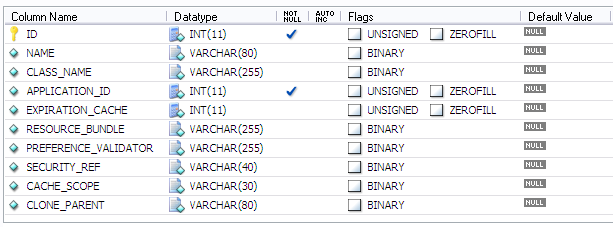 Column Name Datatype NOT NULL AUTO INC Flags Default Value
ID INT(11) UNSIGNED ZEROFILL NULL
NAME VARCHAR(80) BINARY NULL
CLASS_NAME VARCHAR(255) BINARY NULL
APPLICATION_ID INT(11) UNSIGNED ZEROFILL NULL
EXPIRATION_CACHE INT(11) UNSIGNED ZEROFILL NULL
RESOURCE_BUNDLE VARCHAR(255) BINARY NULL
PREFERENCE_VALIDATOR VARCHAR(255) BINARY NULL
SECURITY_REF VARCHAR(40) BINARY NULL
CACHE_SCOPE VARCHAR(30) BINARY NULL
CLONE_PARENT VARCHAR(80) BINARY NULL